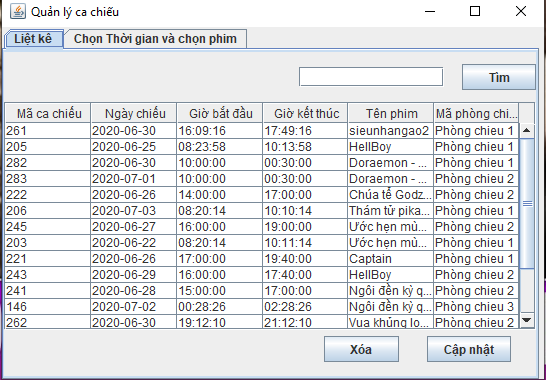 Quản lý ca chiếu
Liệt kê Chọn Thời gian và chọn phim
Tìm
Mã ca chiếu Ngày chiếu Giờ bắt đầu Giờ kết thúc Tên phim Mã phòng chi...
261 2020-06-30 16:09:16 17:49:16 sieunhangao2 Phòng chieu 1
205 2020-06-25 08:23:58 10:13:58 HellBoy Phòng chieu 1
282 2020-06-30 10:00:00 00:30:00 Doraemon - ... Phòng chieu 1
283 2020-07-01 10:00:00 00:30:00 Doraemon - ... Phòng chieu 2
222 2020-06-26 14:00:00 17:00:00 Chúa tể Godz... Phòng chieu 2
206 2020-07-03 08:20:14 10:10:14 Thám tử pika... Phòng chieu 1
245 2020-06-27 16:00:00 19:00:00 Ước hẹn mù... Phòng chieu 2
203 2020-06-22 08:20:14 10:11:14 Ước hẹn mù... Phòng chieu 1
221 2020-06-26 17:00:00 19:40:00 Captain Phòng chieu 1
243 2020-06-29 16:00:00 17:40:00 HellBoy Phòng chieu 2
241 2020-06-28 15:00:00 17:00:00 Ngôi đền kỳ q... Phòng chieu 2
146 2020-07-02 00:28:26 02:28:26 Ngôi đền kỳ q... Phòng chieu 3
262 2020-06-30 19:12:10 21:12:10 Vua khủng lo... Phòng chieu 2
Xóa Cập nhật